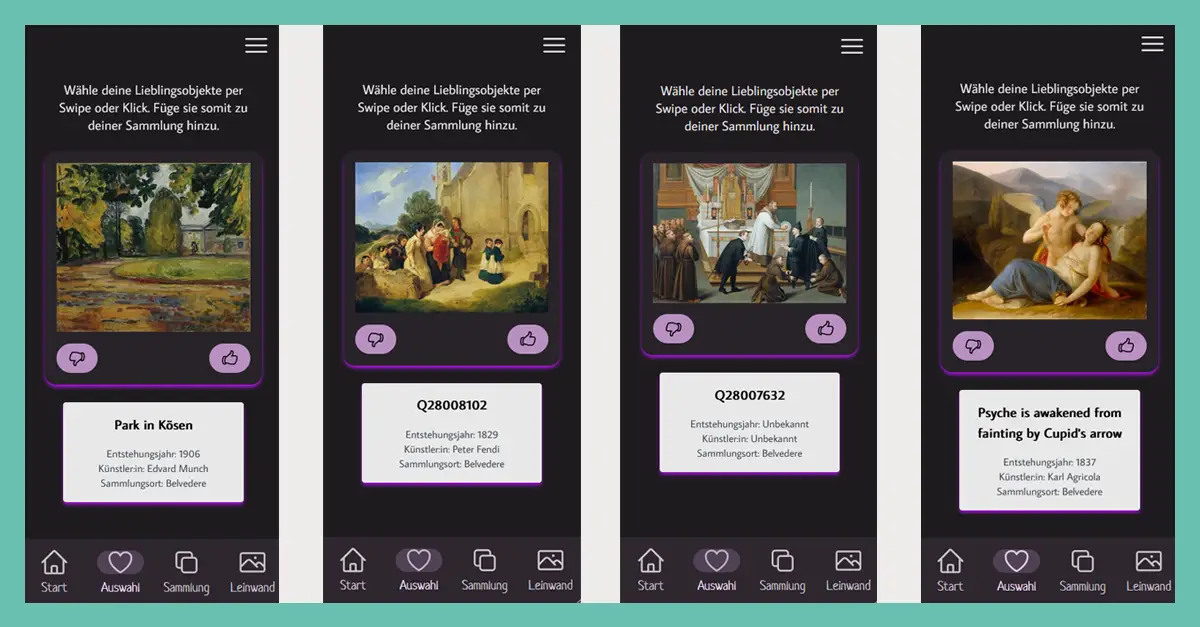 Wähle deine Lieblingsobjekte per
Swipe oder Klick. Füge sie somit zu
deiner Sammlung hinzu.
Park in Kösen
Entstehungsjahr: 1906
Künstler:in: Edvard Munch
Sammlungsort: Belvedere
Start
Auswahl
Sammlung
Leinwand
Wähle deine Lieblingsobjekte per
Swipe oder Klick. Füge sie somit zu
deiner Sammlung hinzu.
Q28008102
Entstehungsjahr: 1829
Künstler:in: Peter Fendi
Sammlungsort: Belvedere
Start
Auswahl
Sammlung
Leinwand
Wähle deine Lieblingsobjekte per
Swipe oder Klick. Füge sie somit zu
deiner Sammlung hinzu.
Q28007632
Entstehungsjahr: Unbekannt
Künstler:in: Unbekannt
Sammlungsort: Belvedere
Start
Auswahl
Sammlung
Leinwand
Wähle deine Lieblingsobjekte per
Swipe oder Klick. Füge sie somit zu
deiner Sammlung hinzu.
Psyche is awakened from
fainting by Cupid's arrow
Entstehungsjahr: 1837
Künstler:in: Karl Agricola
Sammlungsort: Belvedere
Start
Auswahl
Sammlung
Leinwand